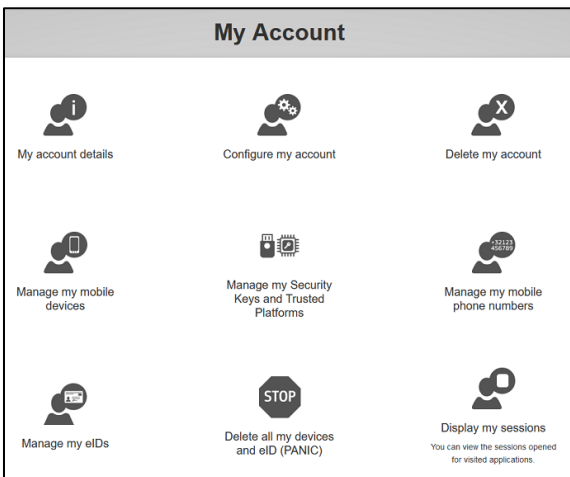 My Account
i
X
My account details
Configure my account
Delete my account
+32123
456789
Manage my mobile
devices
Manage my Security
Keys and Trusted
Platforms
Manage my mobile
phone numbers
STOP
Manage my eIDs
Delete all my devices
and eID (PANIC)
Display my sessions
You can view the sessions opened
for visited applications.